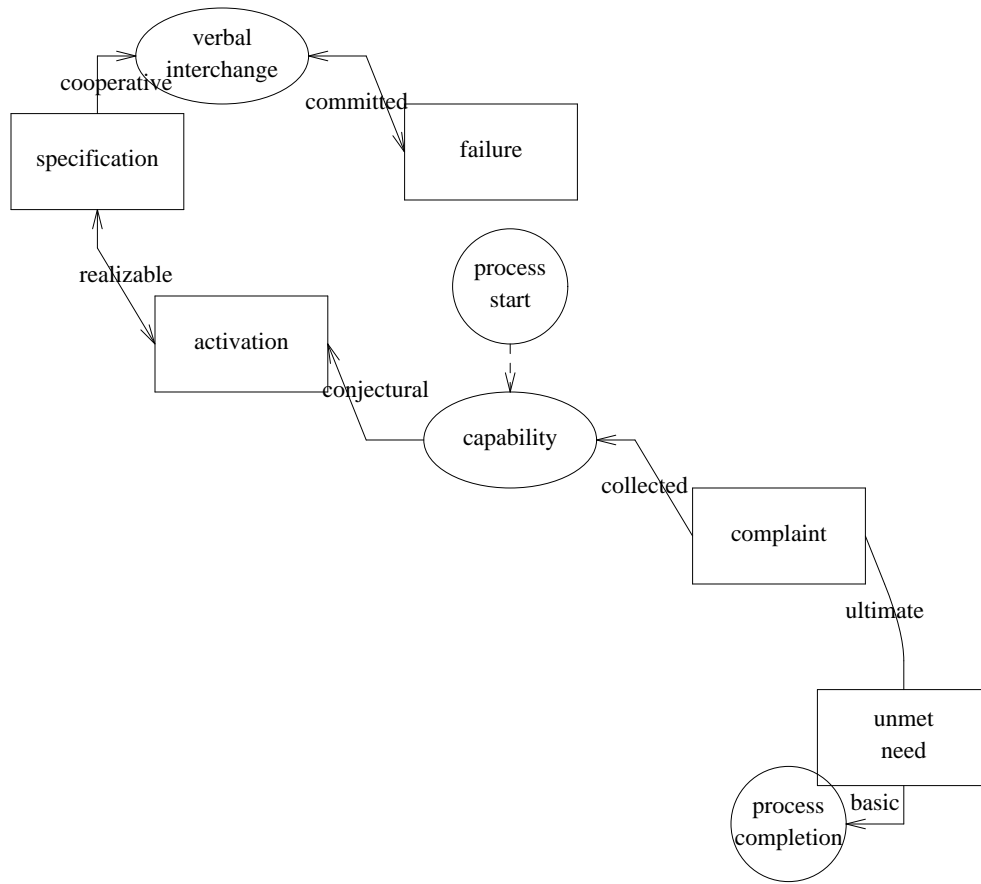 verbal
interchange
cooperative
committed
specification
failure
realizable
process
start
activation
conjectural
capability
collected
complaint
ultimate
unmet
need
basic
process
completion